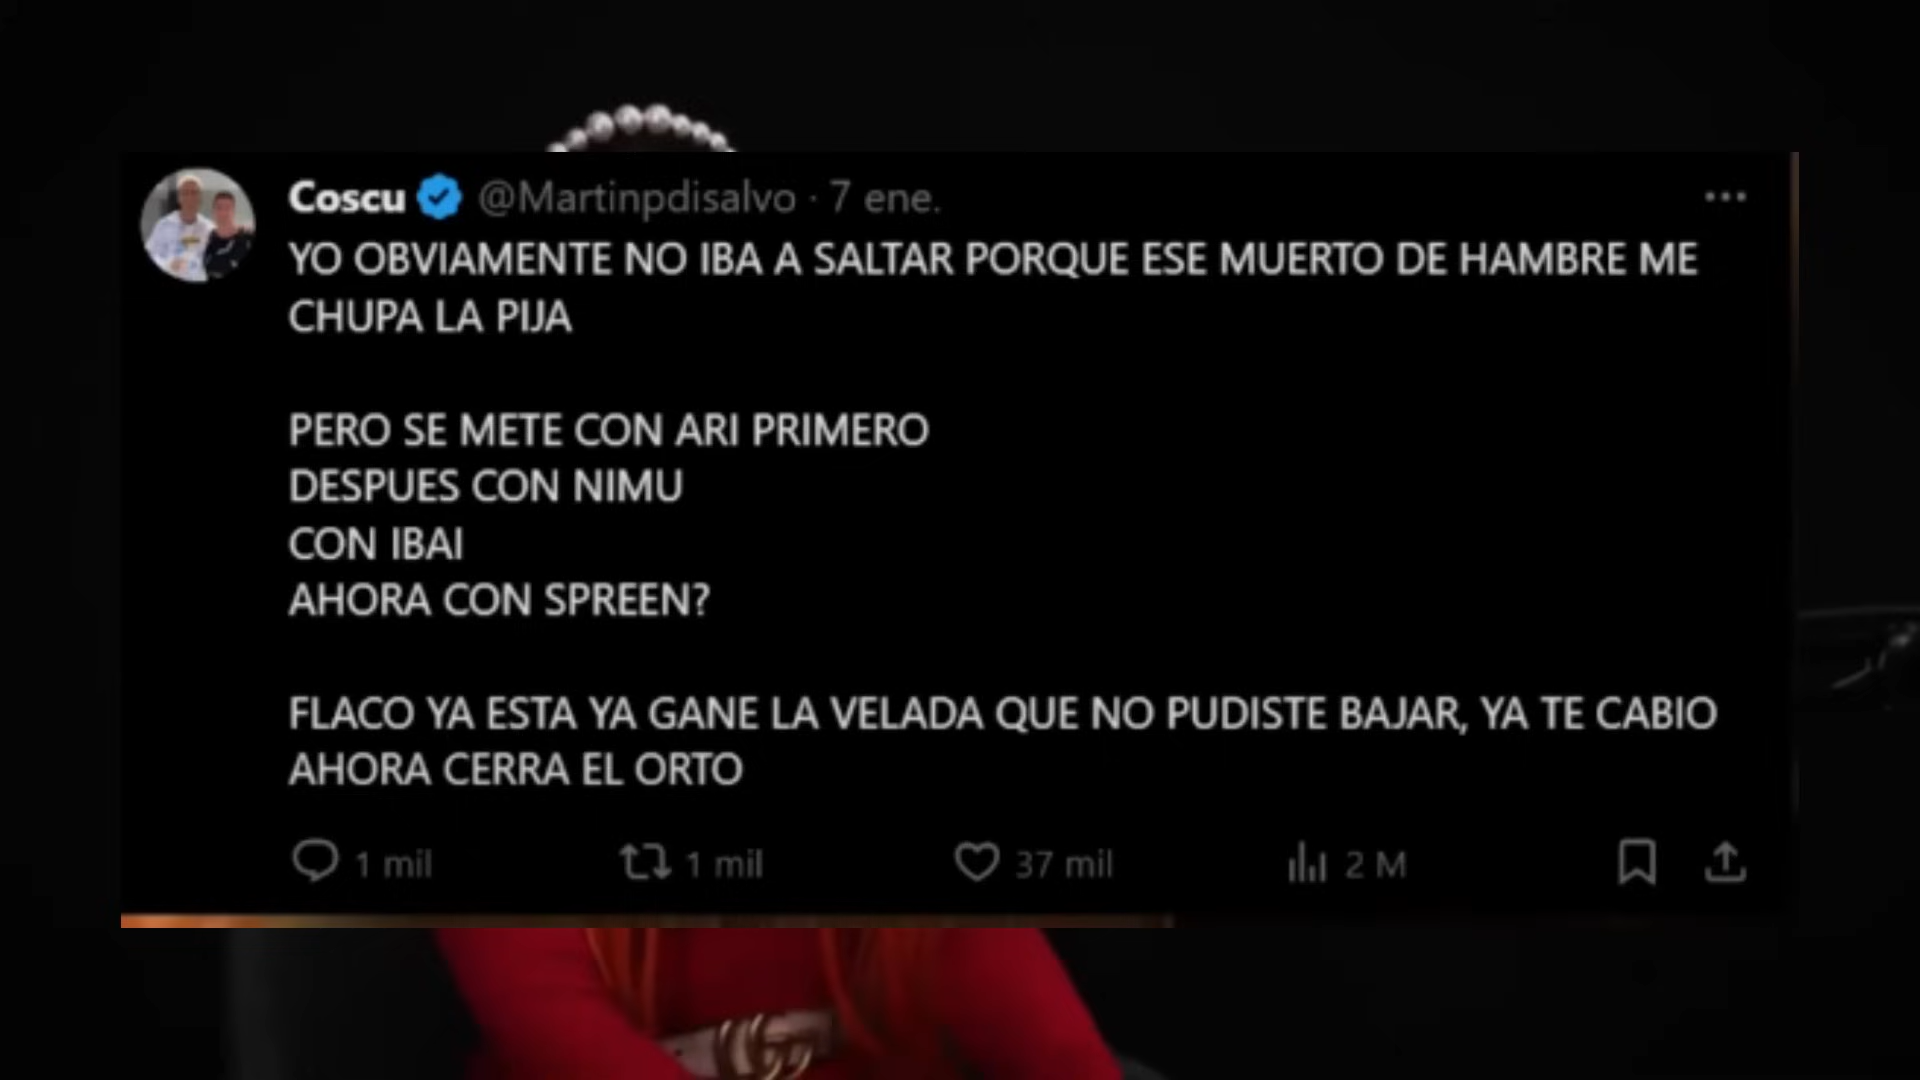 Coscu @Martinpdisalvo · 7 ene.
YO OBVIAMENTE NO IBA A SALTAR PORQUE ESE MUERTO DE HAMBRE ME
CHUPA LA PIJA
PERO SE METE CON ARI PRIMERO
DESPUES CON NIMU
CON IBAI
AHORA CON SPREEN?
FLACO YA ESTA YA GANE LA VELADA QUE NO PUDISTE BAJAR, YA TE CABIO
AHORA CERRA EL ORTO
1 mil 1 mil 37 mil 2 M